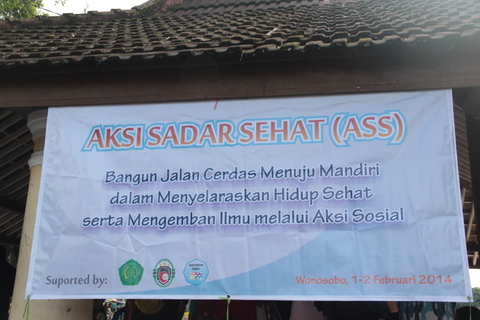 AKSI SADAR SEHAT (ASS)
Bangun Jalan Cerdas Menuju Mandiri
dalam Menyelaraskan Hidup Sehat
serta Mengemban Ilmu melalui Aksi Sosial
Suported by:
Wonosobo, 1-2 Februari 2014